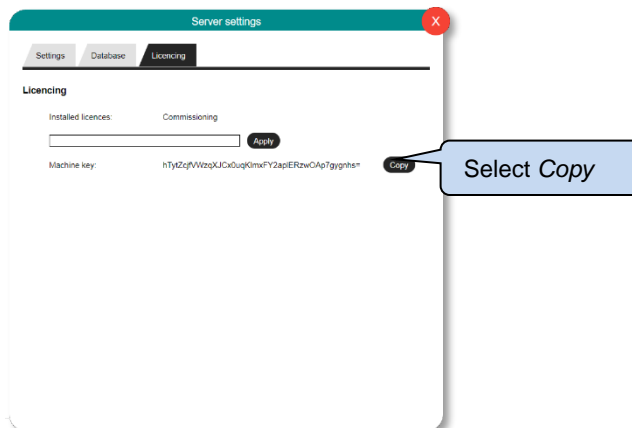 Server settings
X
Settings Database Licencing
Licencing
Installed licences: Commissioning
Apply
Machine key: hTytZcjfVWzqXJCx0uqKlmxFY2aplERzwOAp7gygnhs= Copy
Select Copy